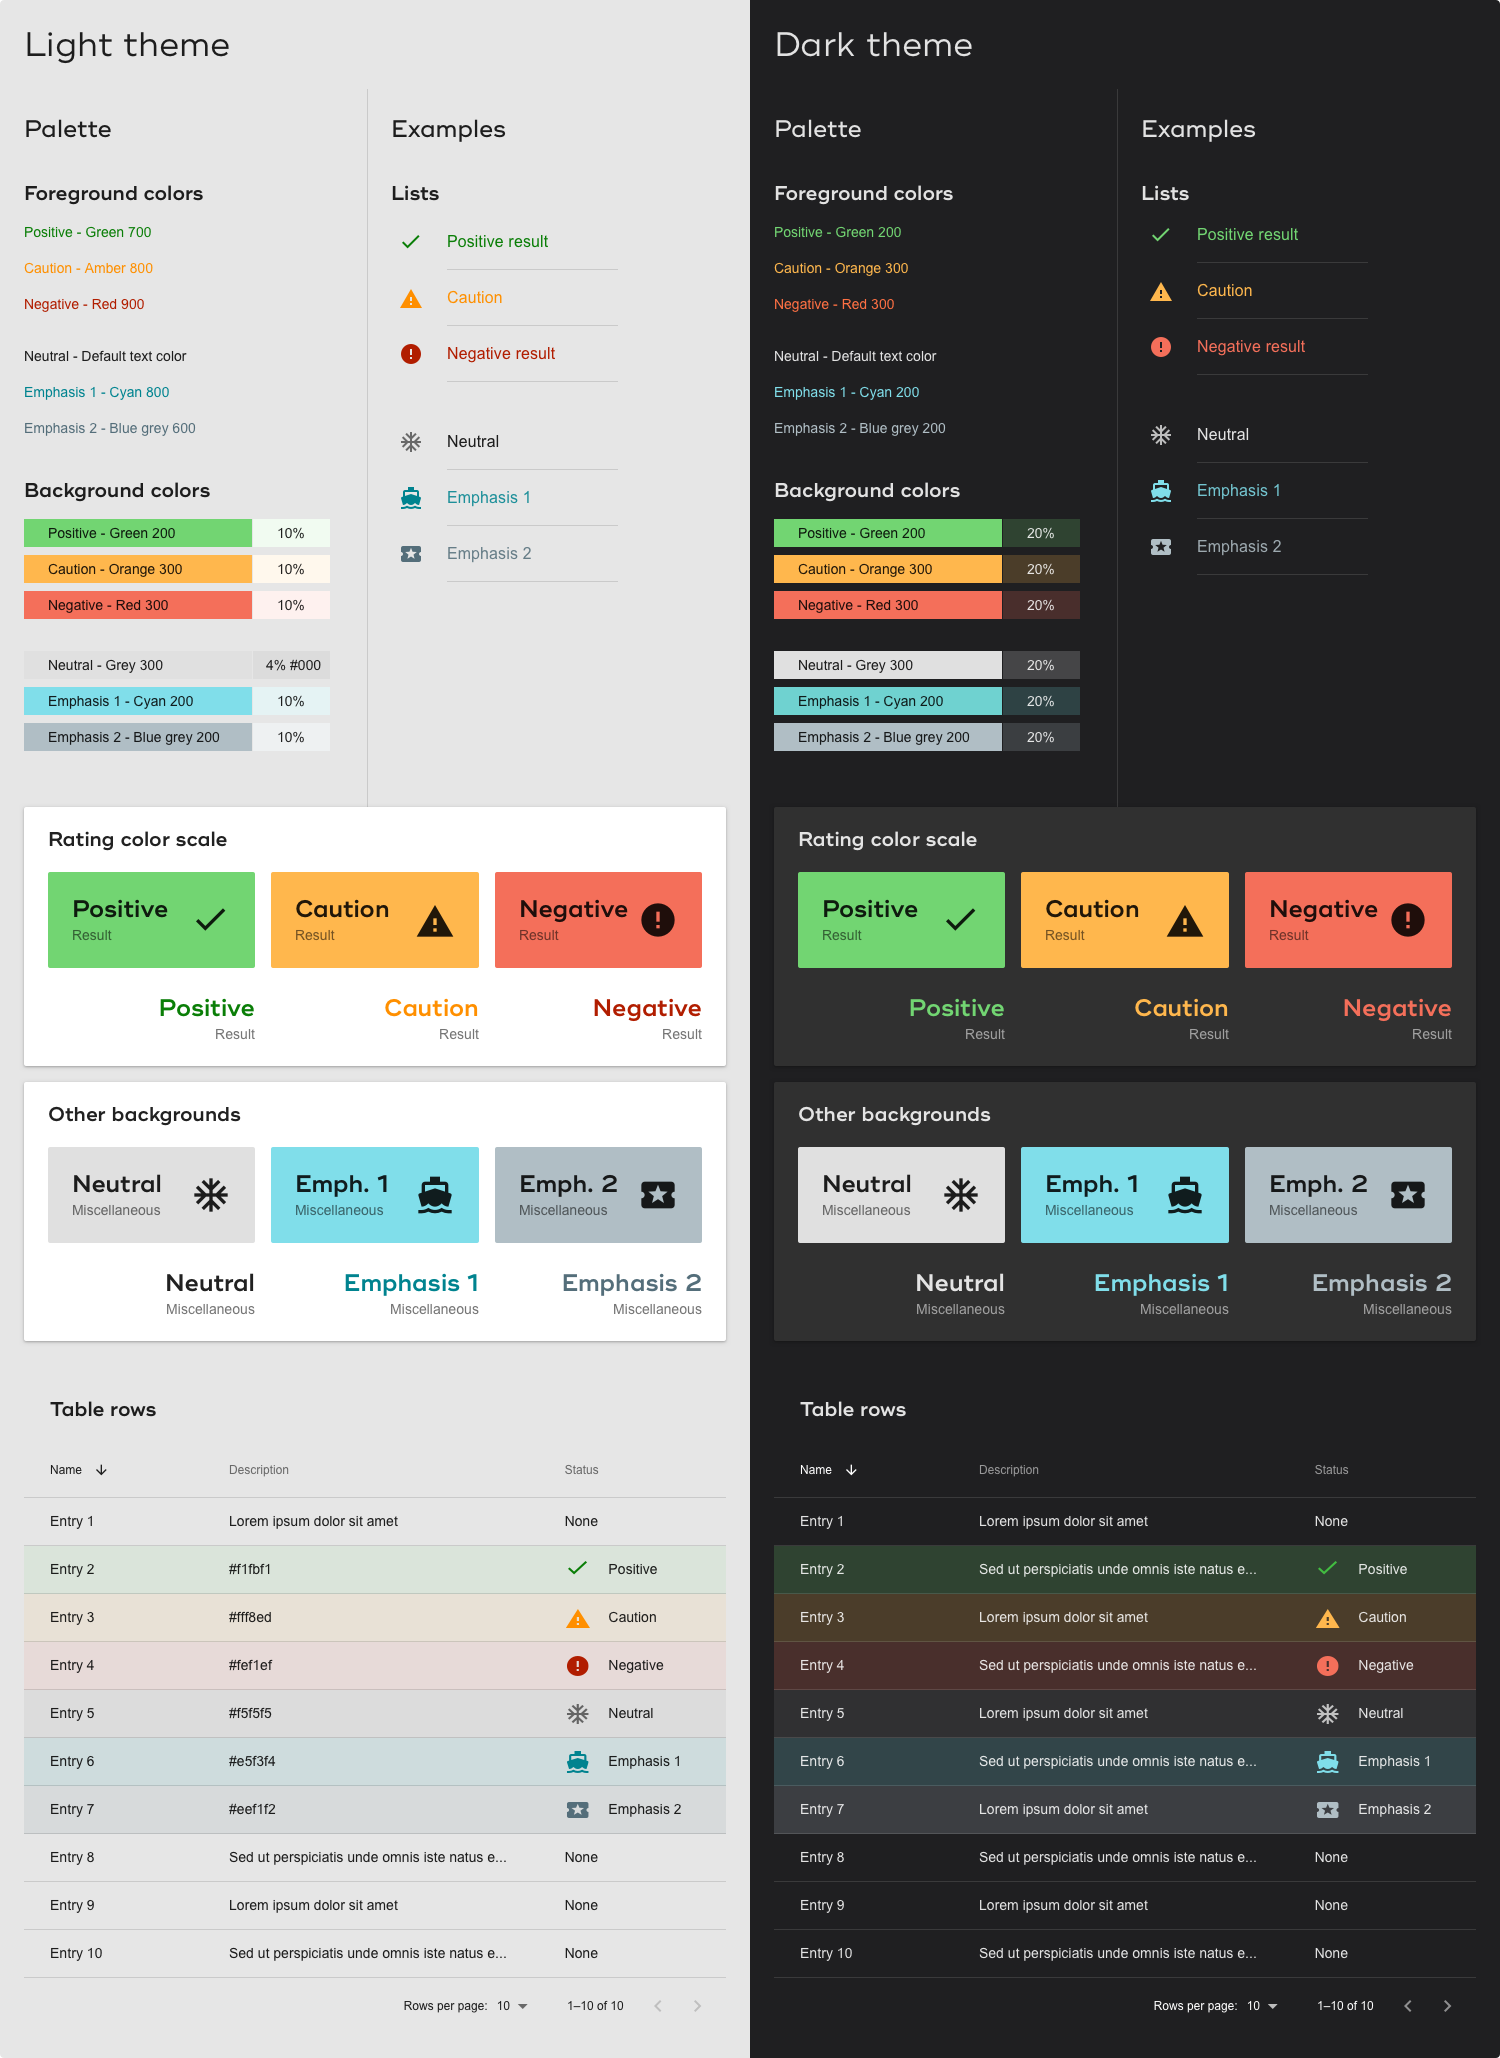 Light theme
Palette
Foreground colors
Positive - Green 700
Caution - Amber 800
Negative - Red 900
Neutral - Default text color
Emphasis 1 - Cyan 800
Emphasis 2 - Blue grey 600
Background colors
Positive - Green 200 10%
Caution - Orange 300 10%
Negative - Red 300 10%
Neutral - Grey 300 4% #000
Emphasis 1 - Cyan 200 10%
Emphasis 2 - Blue grey 200 10%
Examples
Lists
Positive result
Caution
Negative result
Neutral
Emphasis 1
Emphasis 2
Rating color scale
Positive Caution Negative
Result Result Result
Positive Caution Negative
Result Result Result
Other backgrounds
Neutral Emph. 1 Emph. 2
Miscellaneous Miscellaneous Miscellaneous
Neutral Emphasis 1 Emphasis 2
Miscellaneous Miscellaneous Miscellaneous
Table rows
Name Description Status
Entry 1 Lorem ipsum dolor sit amet None
Entry 2 #f1fbf1 Positive
Entry 3 #fff8ed Caution
Entry 4 #fef1ef Negative
Entry 5 #f5f5f5 Neutral
Entry 6 #e5f3f4 Emphasis 1
Entry 7 #eef1f2 Emphasis 2
Entry 8 Sed ut perspiciatis unde omnis iste natus e... None
Entry 9 Lorem ipsum dolor sit amet None
Entry 10 Sed ut perspiciatis unde omnis iste natus e... None
Rows per page: 10 1–10 of 10
Dark theme
Palette
Foreground colors
Positive - Green 200
Caution - Orange 300
Negative - Red 300
Neutral - Default text color
Emphasis 1 - Cyan 200
Emphasis 2 - Blue grey 200
Background colors
Positive - Green 200 20%
Caution - Orange 300 20%
Negative - Red 300 20%
Neutral - Grey 300 20%
Emphasis 1 - Cyan 200 20%
Emphasis 2 - Blue grey 200 20%
Examples
Lists
Positive result
Caution
Negative result
Neutral
Emphasis 1
Emphasis 2
Rating color scale
Positive Caution Negative
Result Result Result
Positive Caution Negative
Result Result Result
Other backgrounds
Neutral Emph. 1 Emph. 2
Miscellaneous Miscellaneous Miscellaneous
Neutral Emphasis 1 Emphasis 2
Miscellaneous Miscellaneous Miscellaneous
Table rows
Name Description Status
Entry 1 Lorem ipsum dolor sit amet None
Entry 2 Sed ut perspiciatis unde omnis iste natus e... Positive
Entry 3 Lorem ipsum dolor sit amet Caution
Entry 4 Sed ut perspiciatis unde omnis iste natus e... Negative
Entry 5 Lorem ipsum dolor sit amet Neutral
Entry 6 Sed ut perspiciatis unde omnis iste natus e... Emphasis 1
Entry 7 Lorem ipsum dolor sit amet Emphasis 2
Entry 8 Sed ut perspiciatis unde omnis iste natus e... None
Entry 9 Lorem ipsum dolor sit amet None
Entry 10 Sed ut perspiciatis unde omnis iste natus e... None
Rows per page: 10 1–10 of 10